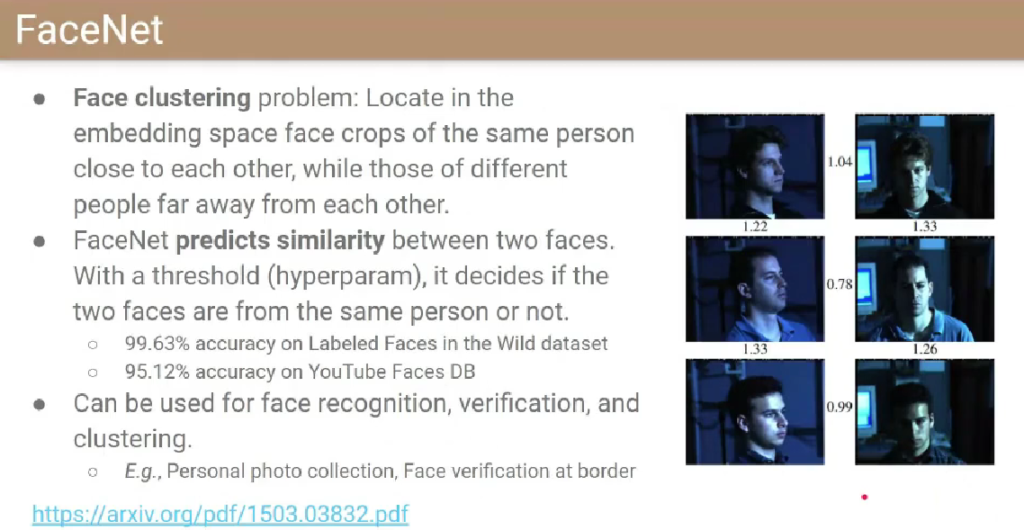 FaceNet
● Face clustering problem: Locate in the
embedding space face crops of the same person
close to each other, while those of different
people far away from each other.
● FaceNet predicts similarity between two faces.
With a threshold (hyperparam), it decides if the
two faces are from the same person or not.
○ 99.63% accuracy on Labeled Faces in the Wild dataset
○ 95.12% accuracy on YouTube Faces DB
● Can be used for face recognition, verification, and
clustering.
○ E.g., Personal photo collection, Face verification at border
https://arxiv.org/pdf/1503.03832.pdf
1.04
1.22 1.33
0.78
1.33 1.26
0.99